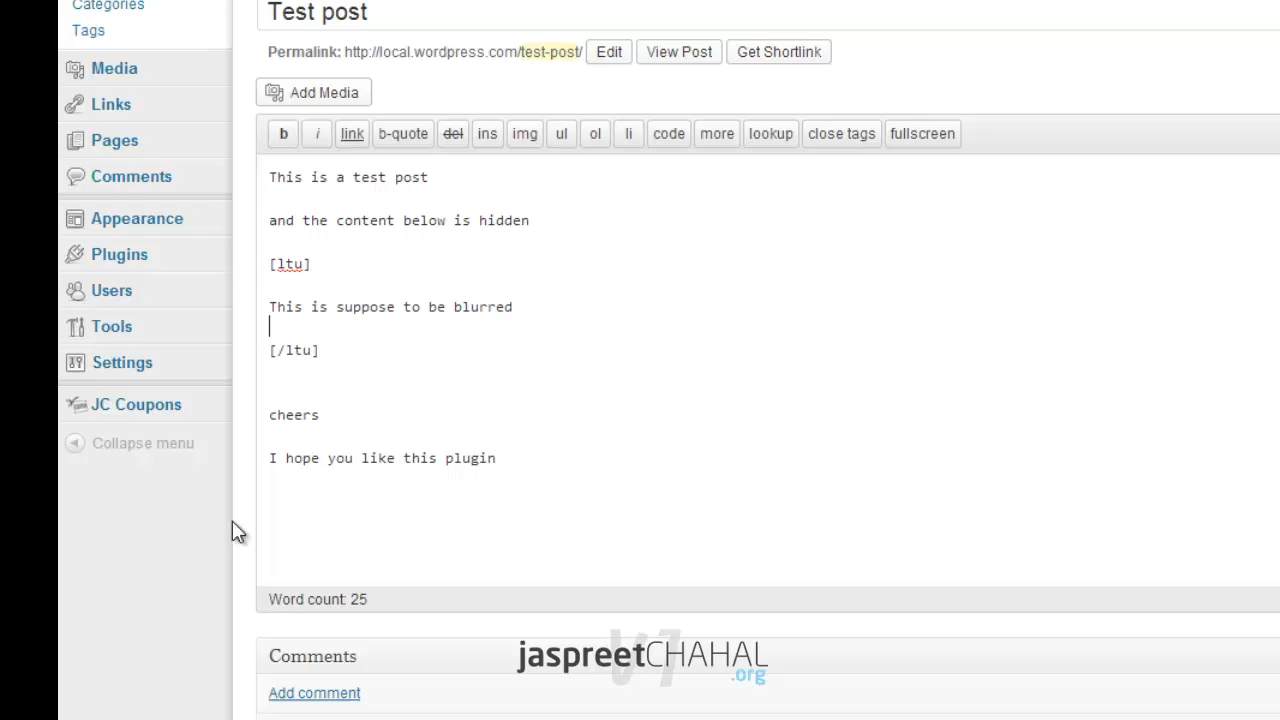 Categories
Tags
Media
Links
Pages
Comments
Appearance
Plugins
Users
Tools
Settings
JC Coupons
Collapse menu
Test post
Permalink: http://local.wordpress.com/test-post/ Edit View Post Get Shortlink
Add Media
b i link b-quote del ins img ul ol li code more lookup close tags fullscreen
This is a test post
and the content below is hidden
[ltu]
This is suppose to be blurred
[/ltu]
cheers
I hope you like this plugin
Word count: 25
Comments
jaspreetCHAHAL
.org
Add comment